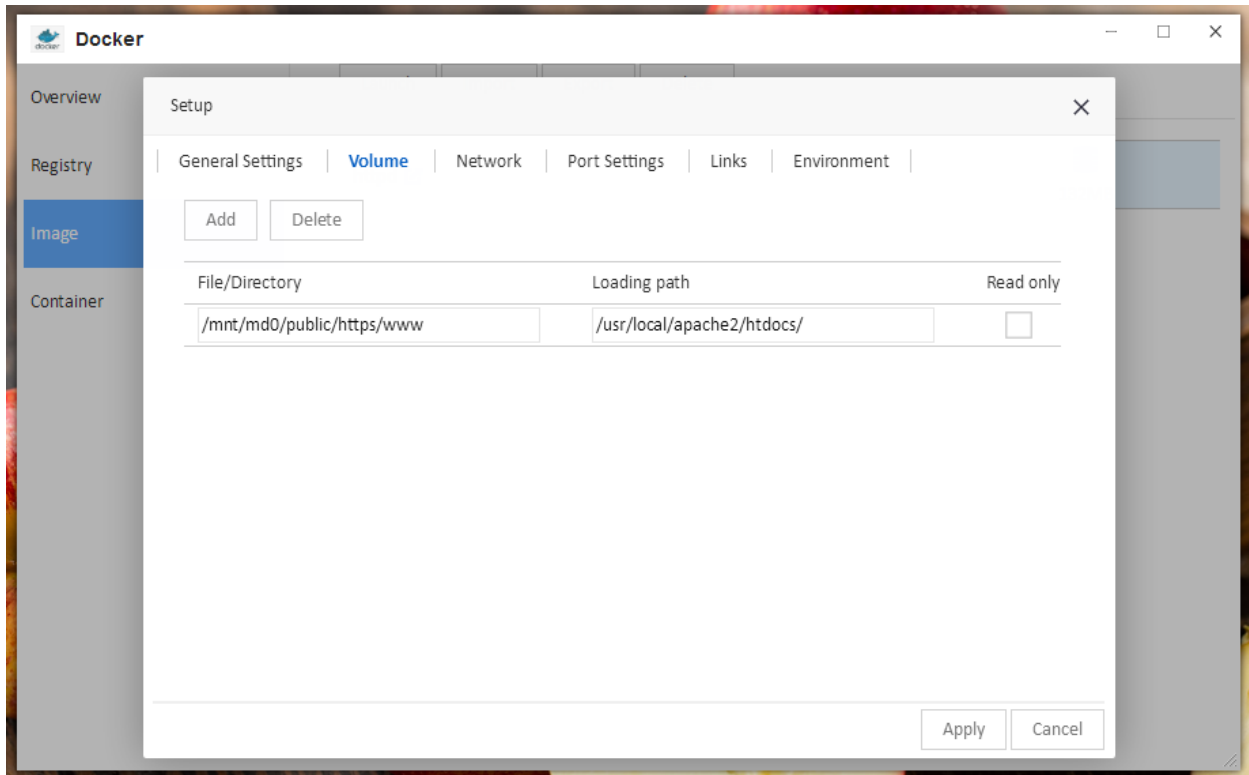 docker
Docker
Overview
Registry
Image
Container
Setup
General Settings
Volume
Network
Port Settings
Links
Environment
Add
Delete
File/Directory
Loading path
Read only
/mnt/md0/public/https/www
/usr/local/apache2/htdocs/
Apply
Cancel